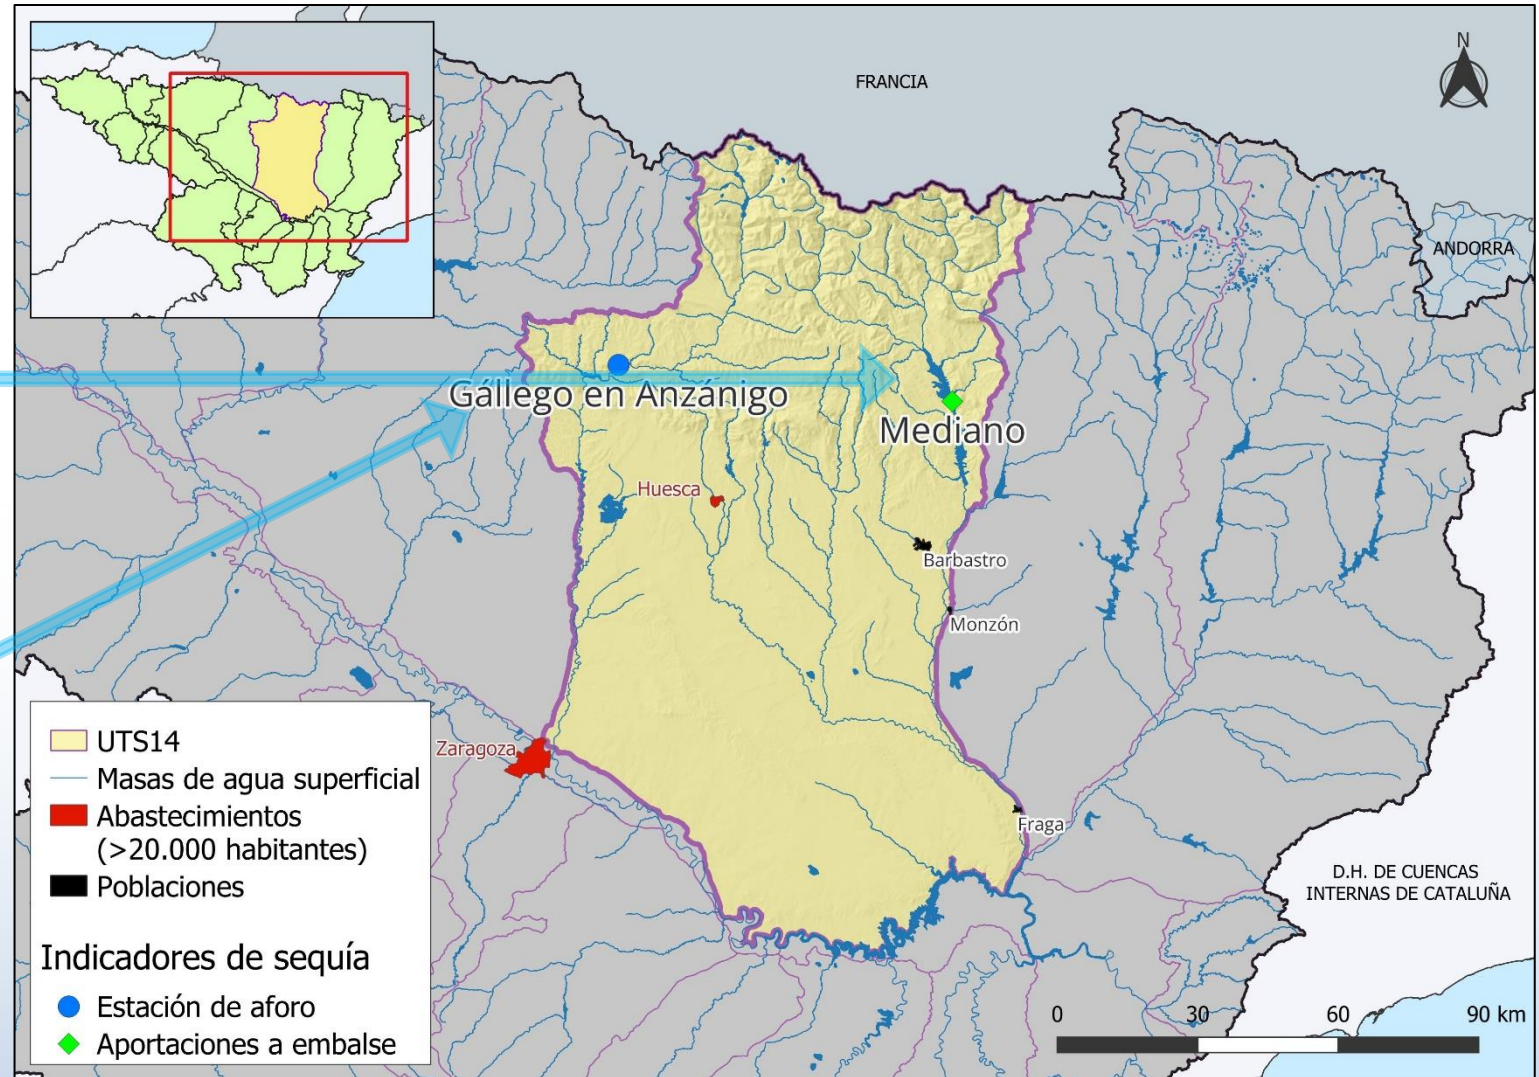 N
FRANCIA
ANDORRA
Gállego en Anzánigo
Mediano
Huesca
Barbastro
Monzón
Zaragoza
Fraga
D.H. DE CUENCAS
INTERNAS DE CATALUÑA
UTS14
Masas de agua superficial
Abastecimientos
(>20.000 habitantes)
Poblaciones
Indicadores de sequía
Estación de aforo
Aportaciones a embalse
0 30 60 90 km